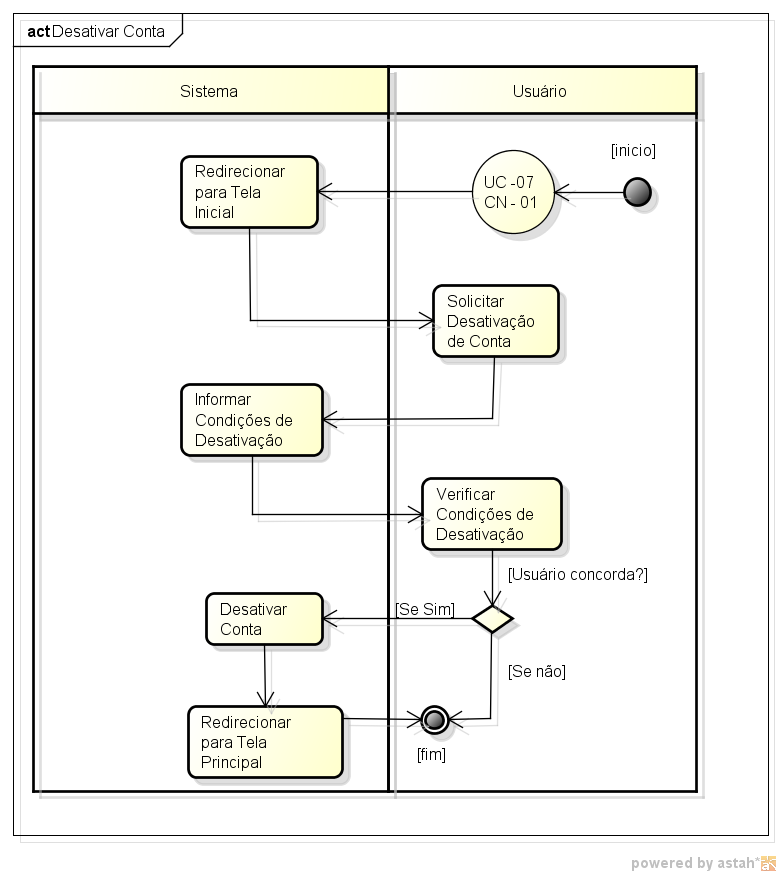 act Desativar Conta
Sistema
Usuário
[inicio]
Redirecionar
para Tela
Inicial
UC -07
CN - 01
Solicitar
Desativação
de Conta
Informar
Condições de
Desativação
Verificar
Condições de
Desativação
[Usuário concorda?]
Desativar
Conta
[Se Sim]
[Se não]
Redirecionar
para Tela
Principal
[fim]
powered by astah*